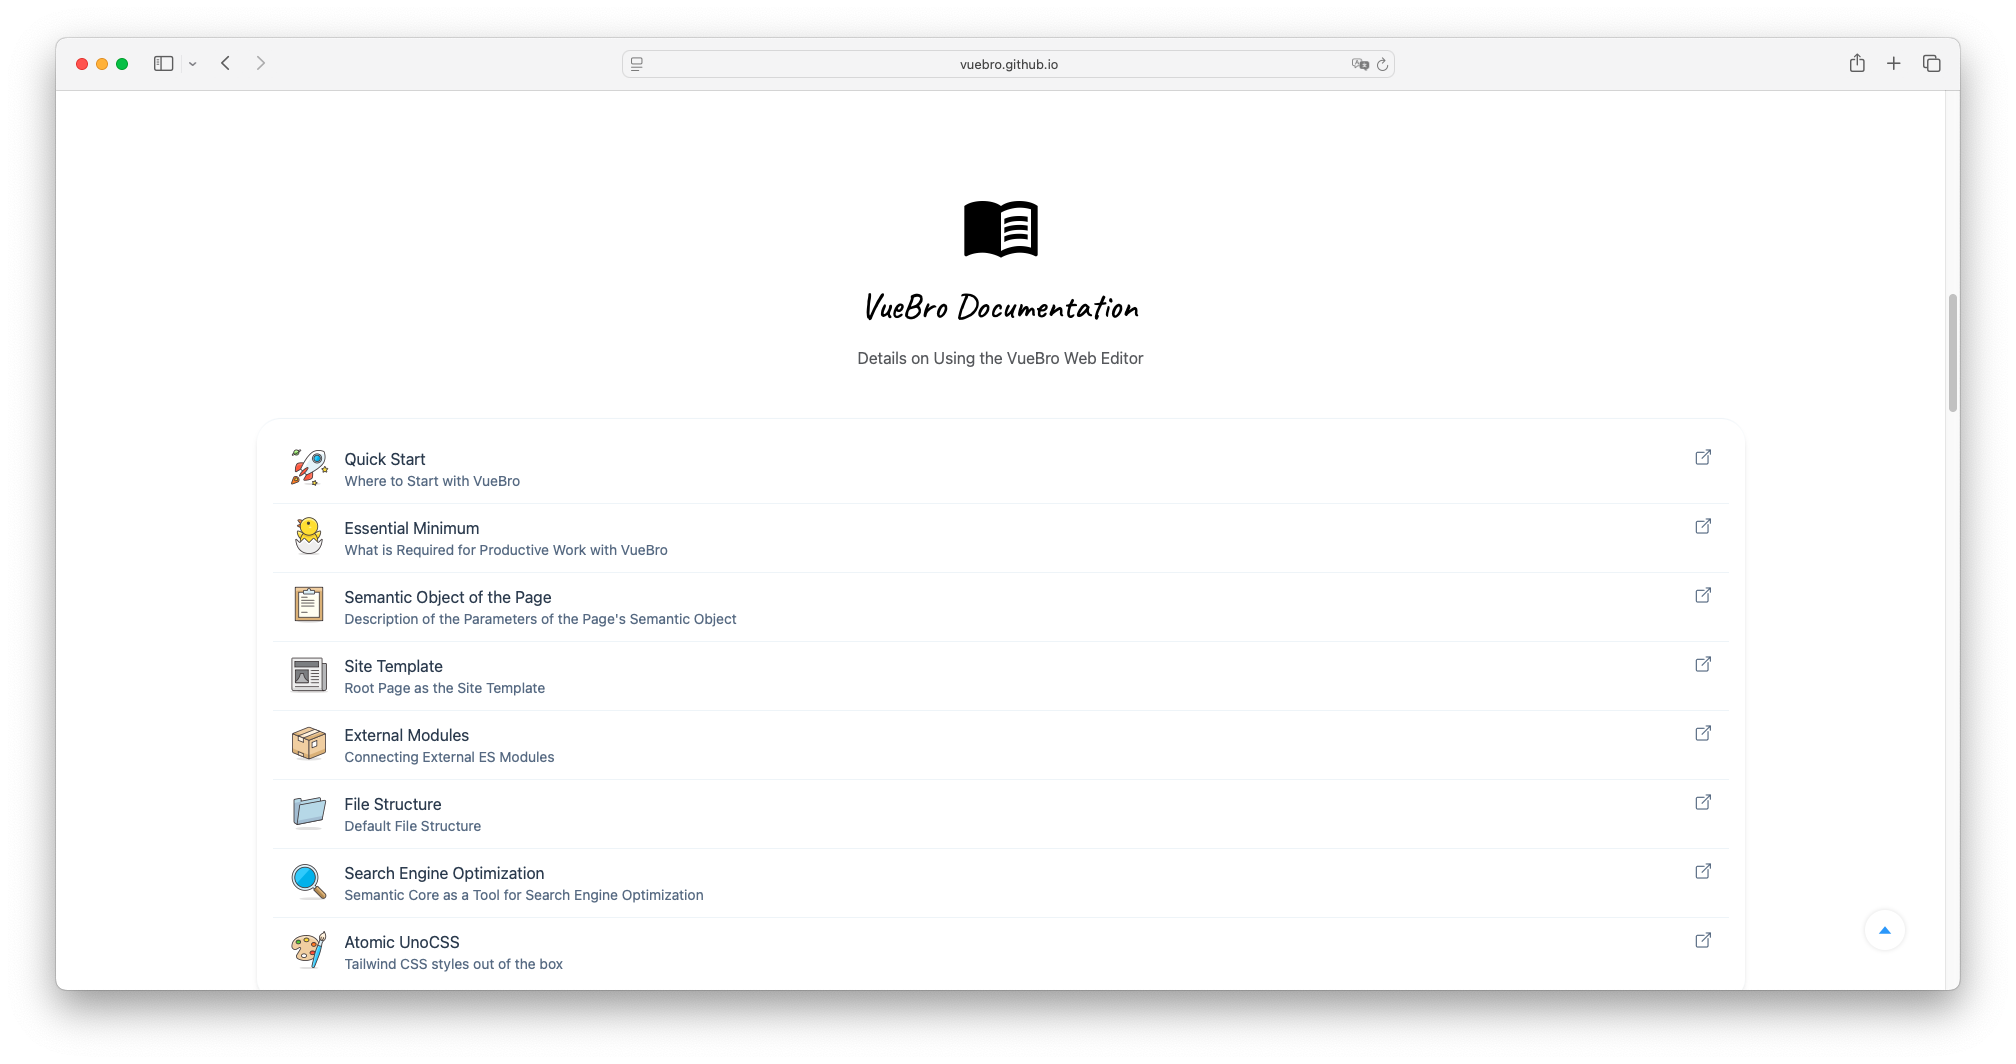 vuebro.github.io
VueBro Documentation
Details on Using the VueBro Web Editor
Quick Start
Where to Start with VueBro
Essential Minimum
What is Required for Productive Work with VueBro
Semantic Object of the Page
Description of the Parameters of the Page's Semantic Object
Site Template
Root Page as the Site Template
External Modules
Connecting External ES Modules
File Structure
Default File Structure
Search Engine Optimization
Semantic Core as a Tool for Search Engine Optimization
Atomic UnoCSS
Tailwind CSS styles out of the box